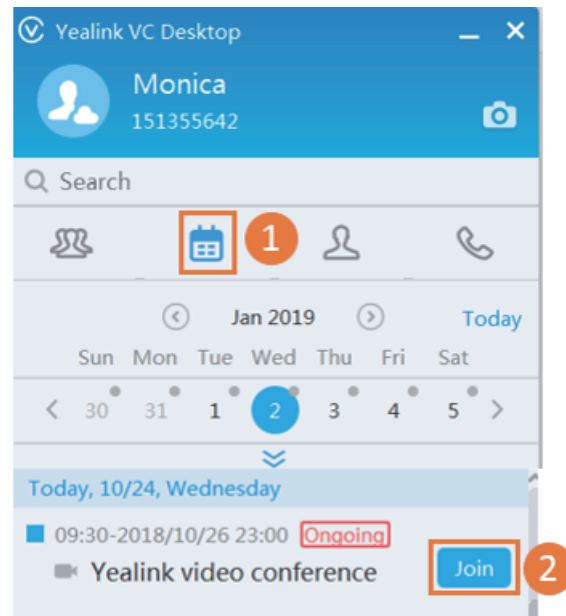 Yealink VC Desktop
Monica
151355642
Search
1
Jan 2019 Today
Sun Mon Tue Wed Thu Fri Sat
30 31 1 2 3 4 5
Today, 10/24, Wednesday
09:30-2018/10/26 23:00 Ongoing
Yealink video conference Join 2